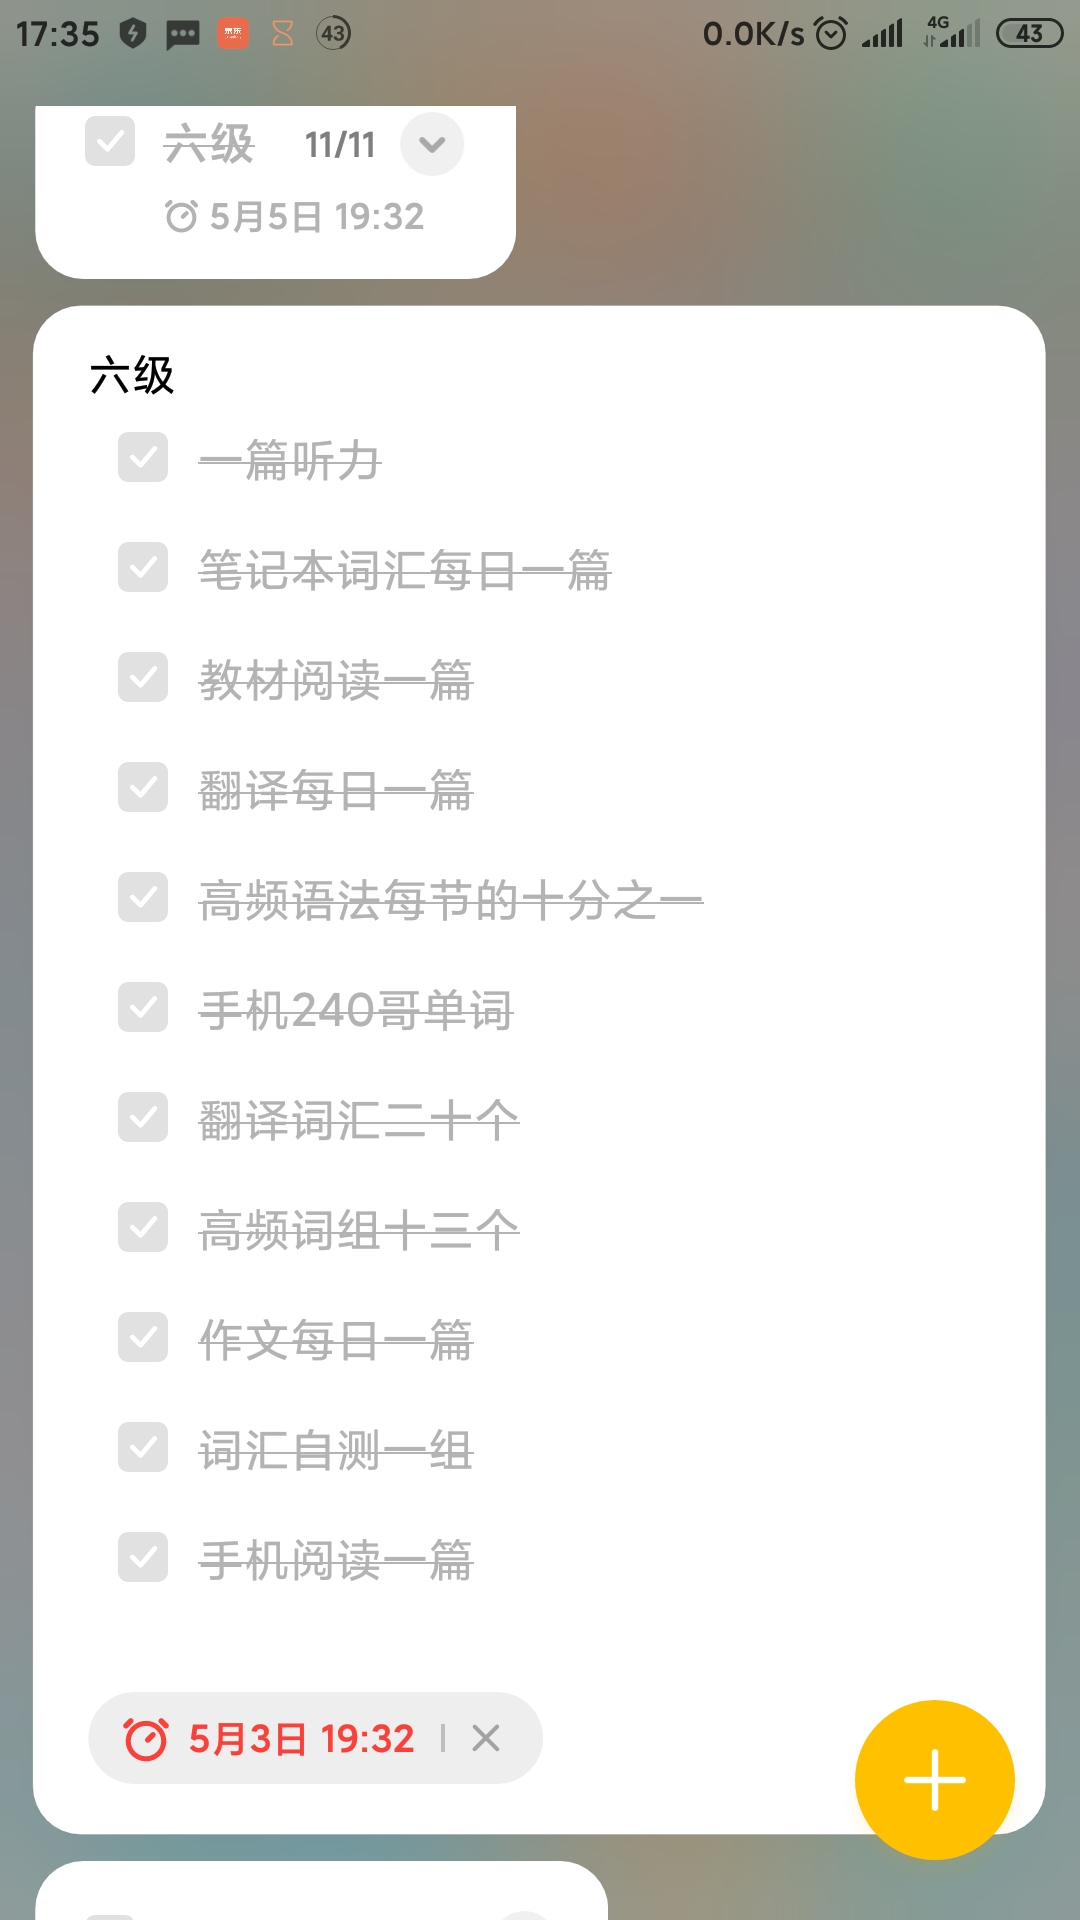 17:35 京东 43 0.0K/s 4G 43
六级 11/11
5月5日 19:32
六级
一篇听力
笔记本词汇每日一篇
教材阅读一篇
翻译每日一篇
高频语法每节的十分之一
手机240哥单词
翻译词汇二十个
高频词组十三个
作文每日一篇
词汇自测一组
手机阅读一篇
5月3日 19:32